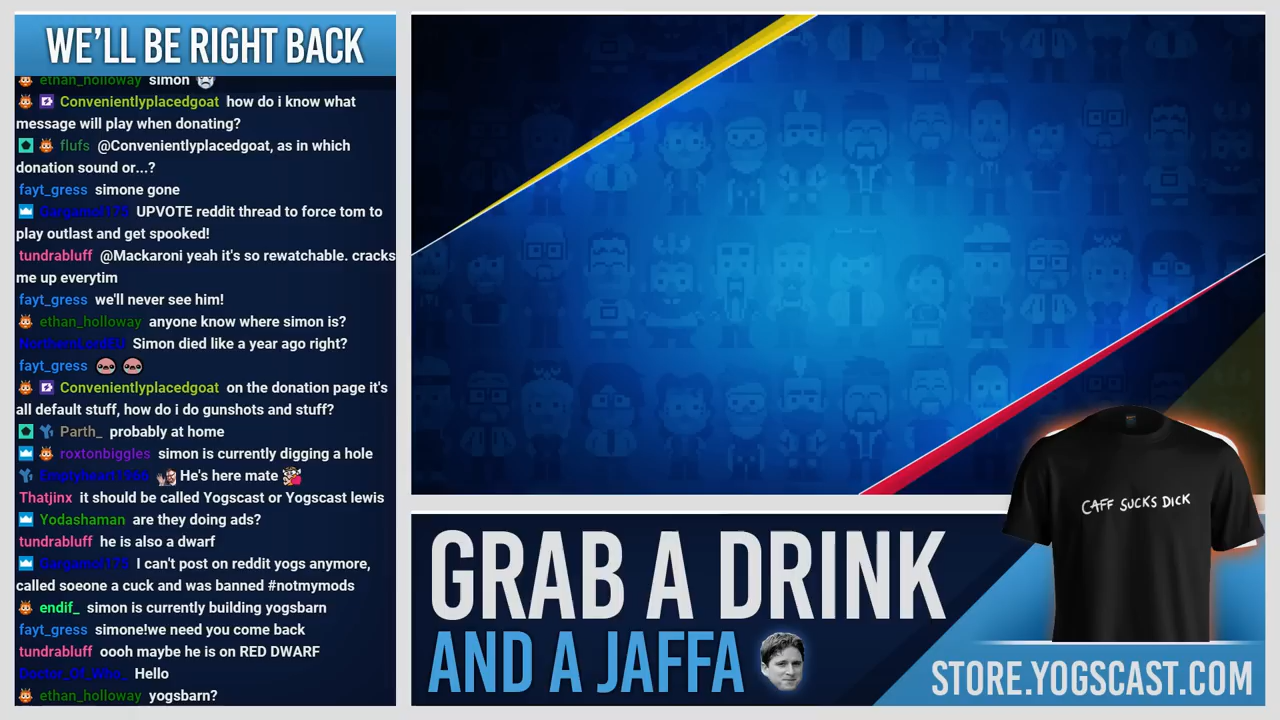 WE'LL BE RIGHT BACK
ethan_holloway simon
Convenientlyplacedgoat how do i know what
message will play when donating?
flufs @Convenientlyplacedgoat, as in which
donation sound or...?
fayt_gress simone gone
Gargamol175 UPVOTE reddit thread to force tom to
play outlast and get spooked!
tundrabluff @Mackaroni yeah it's so rewatchable. cracks
me up everytim
fayt_gress we'll never see him!
ethan_holloway anyone know where simon is?
Simon died like a year ago right?
fayt_gress
Convenientlyplacedgoat on the donation page it's
all default stuff, how do i do gunshots and stuff?
Parth_ probably at home
roxtonbiggles simon is currently digging a hole
He's here mate
Thatjinx it should be called Yogscast or Yogscast lewis
Yodashaman are they doing ads?
tundrabluff he is also a dwarf
Gargamol175 I can't post on reddit yogs anymore,
called soeone a cuck and was banned #notmymods
endif_ simon is currently building yogsbarn
fayt_gress simone!we need you come back
tundrabluff oooh maybe he is on RED DWARF
Doctor_Of_Who_ Hello
ethan_holloway yogsbarn?
CAFF SUCKS DICK
GRAB A DRINK
AND A JAFFA
STORE.YOGSCAST.COM